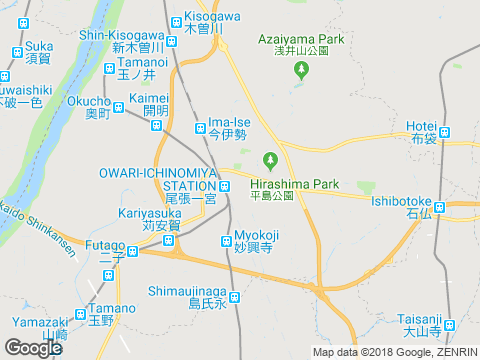 Kisogawa
木曽川
Shin-Kisogawa
新木曽川
Azaiyama Park
浅井山公園
Suka
須賀
Tamanoi
玉ノ井
uwaishiki
不破一色
Okucho
奥町
Kaimei
開明
Ima-Ise
今伊勢
Hotei
布袋
OWARI-ICHINOMIYA
STATION
尾張一宮
Hirashima Park
平島公園
Ishibotoke
石仏
Kariyasuka
苅安賀
kaido Shinkansen
Futago
二子
Myokoji
妙興寺
Shimaujinaga
島氏永
Tamano
玉野
Yamazaki
山崎
Taisanji
大山寺
Google
Google
Map data ©2018 Google, ZENRIN